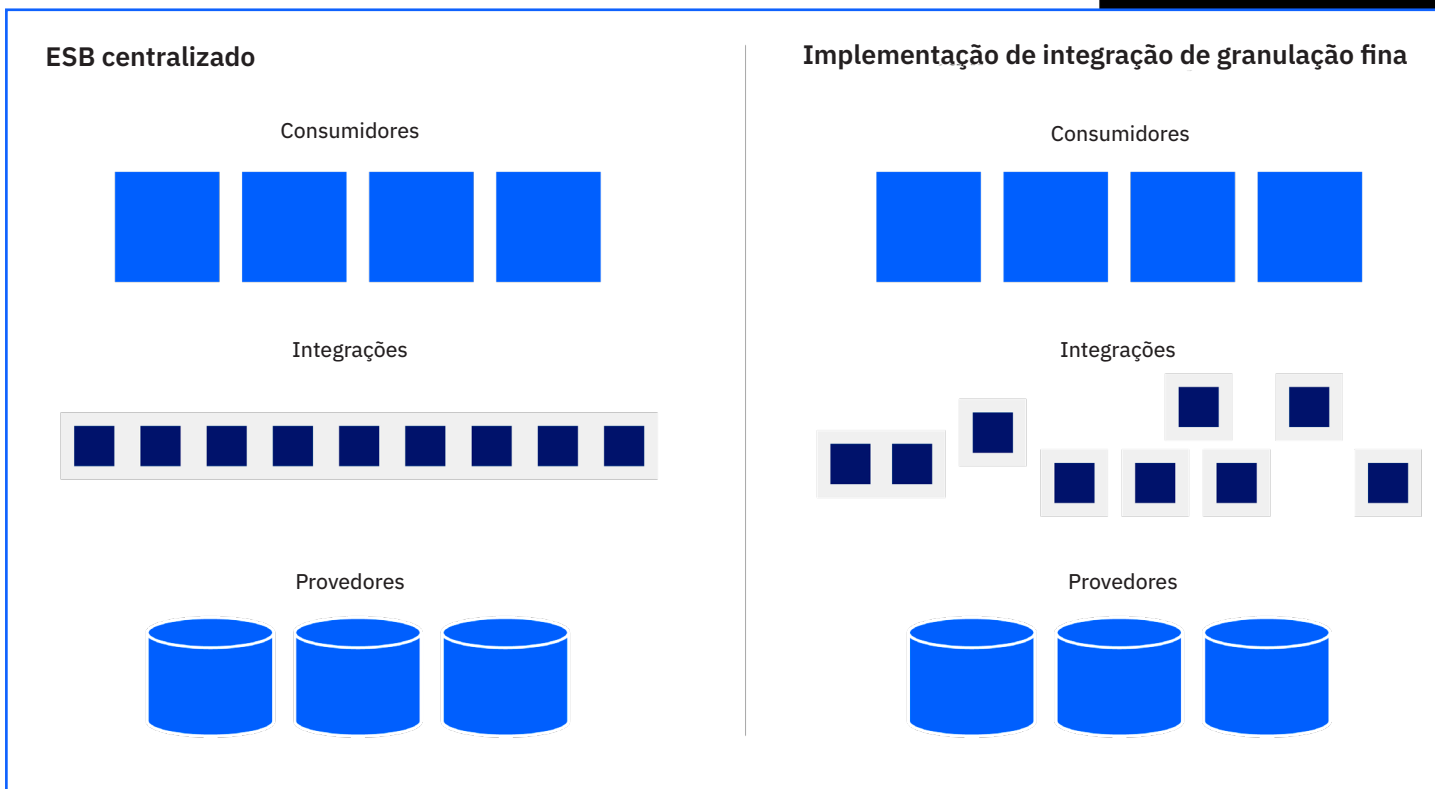 ESB centralizado
Consumidores
Integrações
Provedores
Implementação de integração de granulação fina
Consumidores
Integrações
Provedores